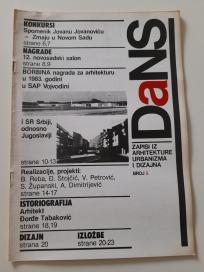 KONKURSI
Spomenik Jovanu Jovanoviću
– Zmaju u Novom Sadu
strane 6,7
NAGRADE
12. novosadski salon
strane 8,9
BORBINA nagrada za arhitekturu
u 1983. godini
u SAP Vojvodini
i SR Srbiji,
odnosno
Jugoslaviji
strane 10-13
Realizacije, projekti:
B. Reba, D. Stojčić, V. Petrović,
S. Županski, A. Dimitrijević
strane 14-17
ISTORIOGRAFIJA
Arhitekt
Đorđe Tabaković
strane 18,19
DIZAJN
strana 20
IZLOŽBE
strane 20-23
DaNS
ZAPISI IZ
ARHITEKTURE
URBANIZMA
I DIZAJNA
BROJ 5